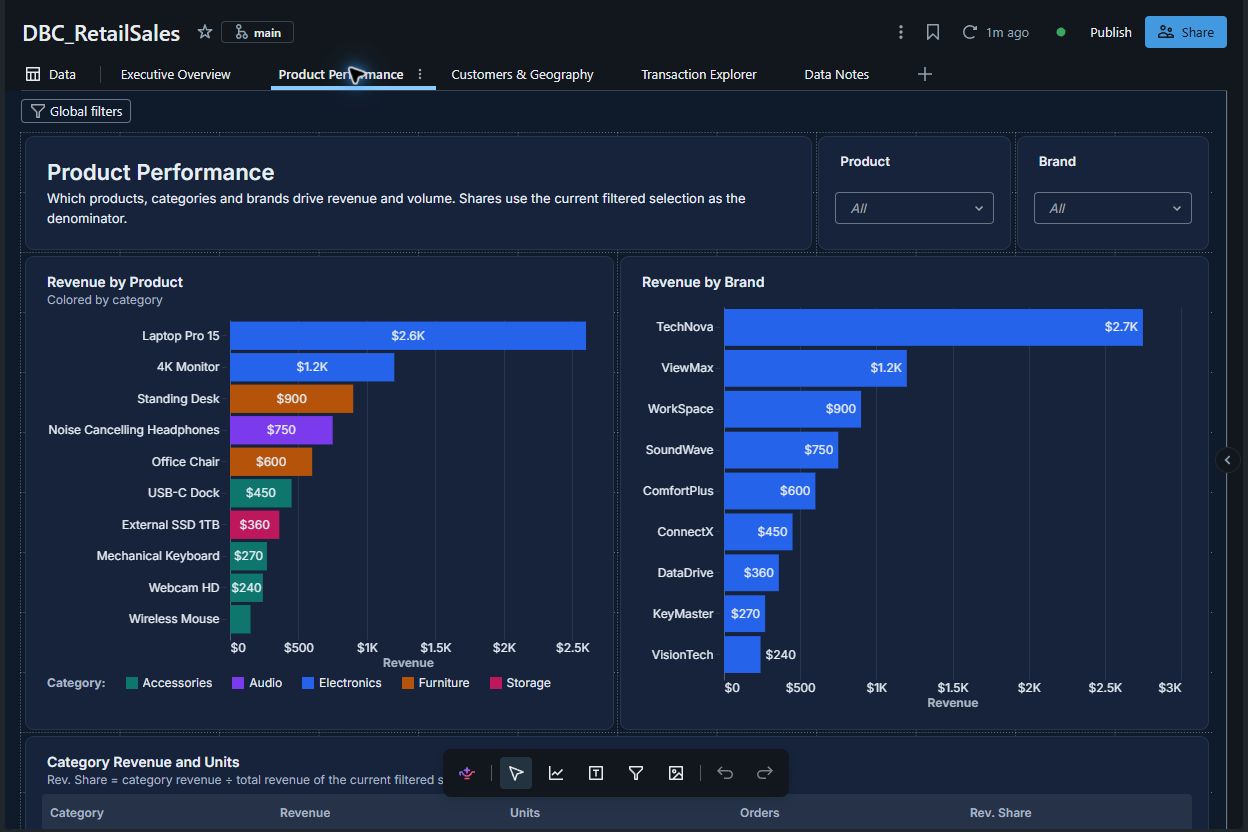 DBC_RetailSales
main
1m ago
Publish
Share
Data
Executive Overview
Product Performance
Customers & Geography
Transaction Explorer
Data Notes
Global filters
Product Performance
Which products, categories and brands drive revenue and volume. Shares use the current filtered selection as the
denominator.
Product
All
Brand
All
Revenue by Product
Colored by category
Laptop Pro 15
$2.6K
4K Monitor
$1.2K
Standing Desk
$900
Noise Cancelling Headphones
$750
Office Chair
$600
USB-C Dock
$450
External SSD 1TB
$360
Mechanical Keyboard
$270
Webcam HD
$240
Wireless Mouse
$0 $500 $1K $1.5K $2K $2.5K
Revenue
Category: Accessories Audio Electronics Furniture Storage
Revenue by Brand
TechNova
$2.7K
ViewMax
$1.2K
WorkSpace
$900
SoundWave
$750
ComfortPlus
$600
ConnectX
$450
DataDrive
$360
KeyMaster
$270
VisionTech
$240
$0 $500 $1K $1.5K $2K $2.5K $3K
Revenue
Category Revenue and Units
Rev. Share = category revenue ÷ total revenue of the current filtered s
Category Revenue Units Orders Rev. Share